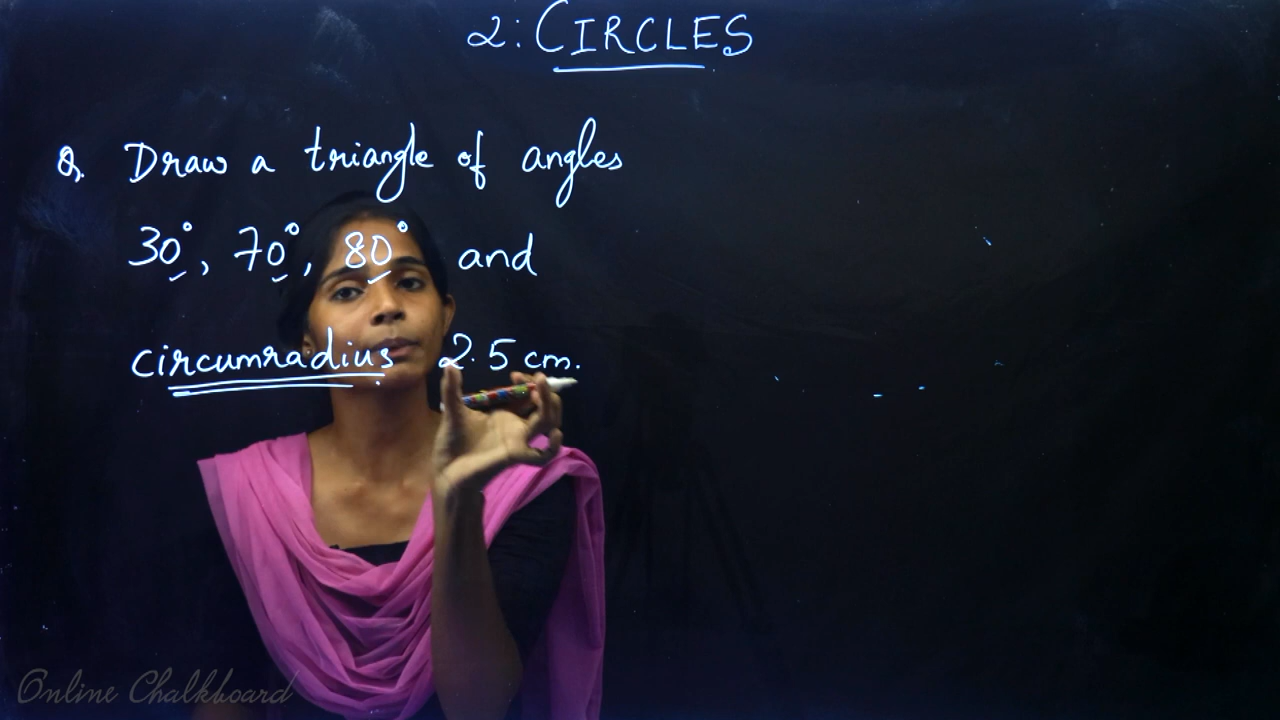 2: CIRCLES
Q. Draw a triangle of angles
30°, 70°, 80° and
circumradius 2.5 cm.
Online Chalkboard